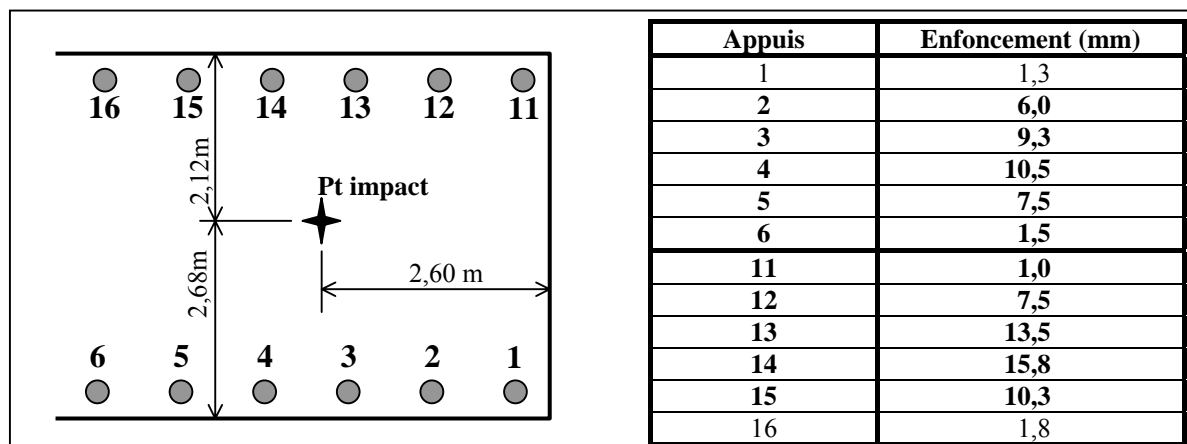 16 15 14 13 12 11
2,12m
Pt impact
2,68m
2,60 m
6 5 4 3 2 1
Appuis Enfoncement (mm)
1 1,3
2 6,0
3 9,3
4 10,5
5 7,5
6 1,5
11 1,0
12 7,5
13 13,5
14 15,8
15 10,3
16 1,8